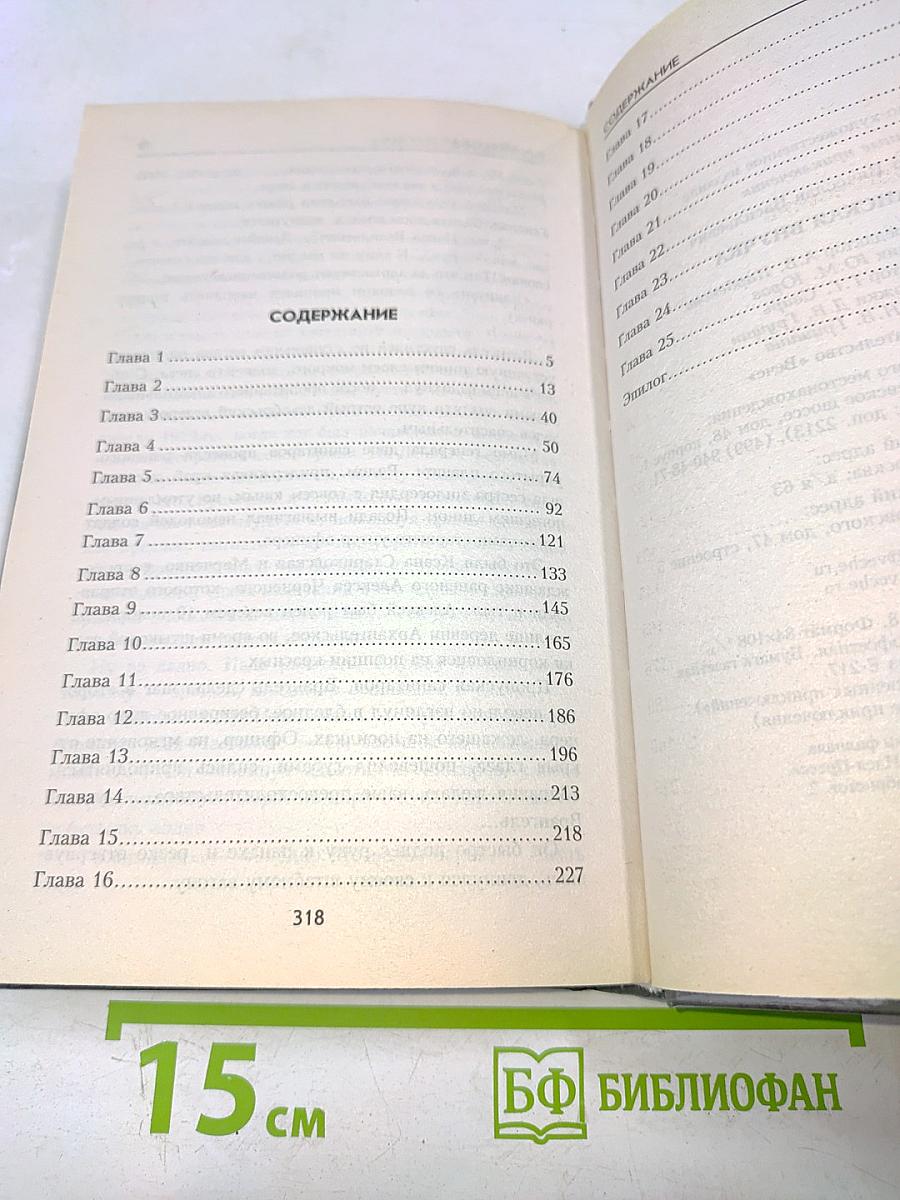 СОДЕРЖАНИЕ
Глава 1 ........ 5
Глава 2 ........ 13
Глава 3 ........ 40
Глава 4 ........ 50
Глава 5 ........ 74
Глава 6 ........ 92
Глава 7 ........ 121
Глава 8 ........ 133
Глава 9 ........ 145
Глава 10 ........ 165
Глава 11 ........ 176
Глава 12 ........ 186
Глава 13 ........ 196
Глава 14 ........ 213
Глава 15 ........ 218
Глава 16 ........ 227
318
СОДЕРЖАНИЕ
Глава 17 ........
Глава 18 ........
Глава 19 ........
Глава 20 ........
Глава 21 ........
Глава 22 ........
Глава 23 ........
Глава 24 ........
Глава 25 ........
Эпилог ........
15 см
БФ БИБЛИОФАН